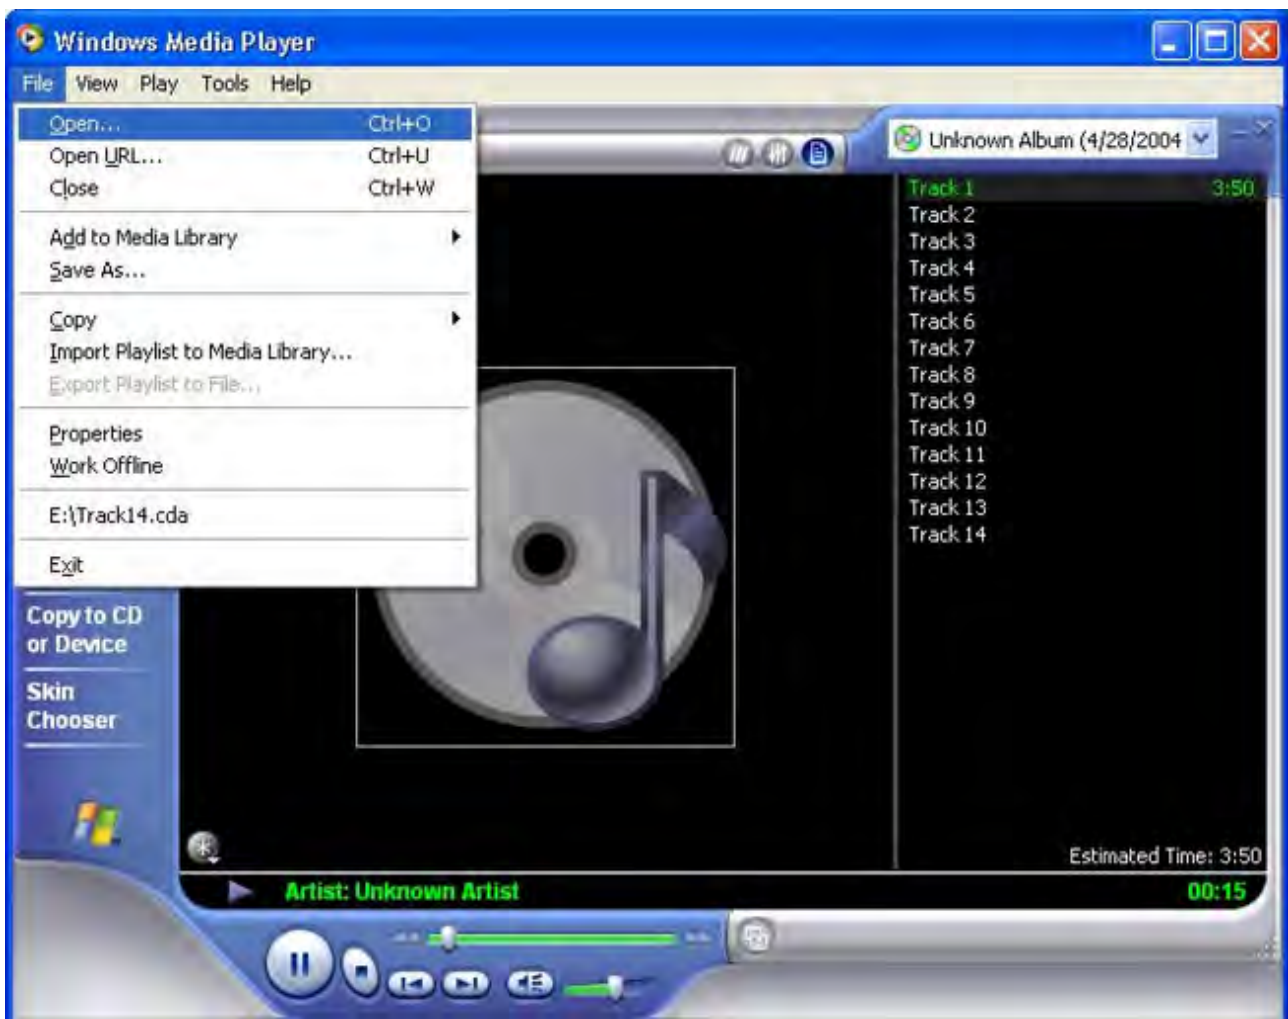 Windows Media Player
File View Play Tools Help
Open... Ctrl+O
Open URL... Ctrl+U
Close Ctrl+W
Add to Media Library
Save As...
Copy
Import Playlist to Media Library...
Export Playlist to File...
Properties
Work Offline
E:\Track14.cda
Exit
Copy to CD
or Device
Skin
Chooser
Unknown Album (4/28/2004
Track 1 3:50
Track 2
Track 3
Track 4
Track 5
Track 6
Track 7
Track 8
Track 9
Track 10
Track 11
Track 12
Track 13
Track 14
Estimated Time: 3:50
Artist: Unknown Artist 00:15